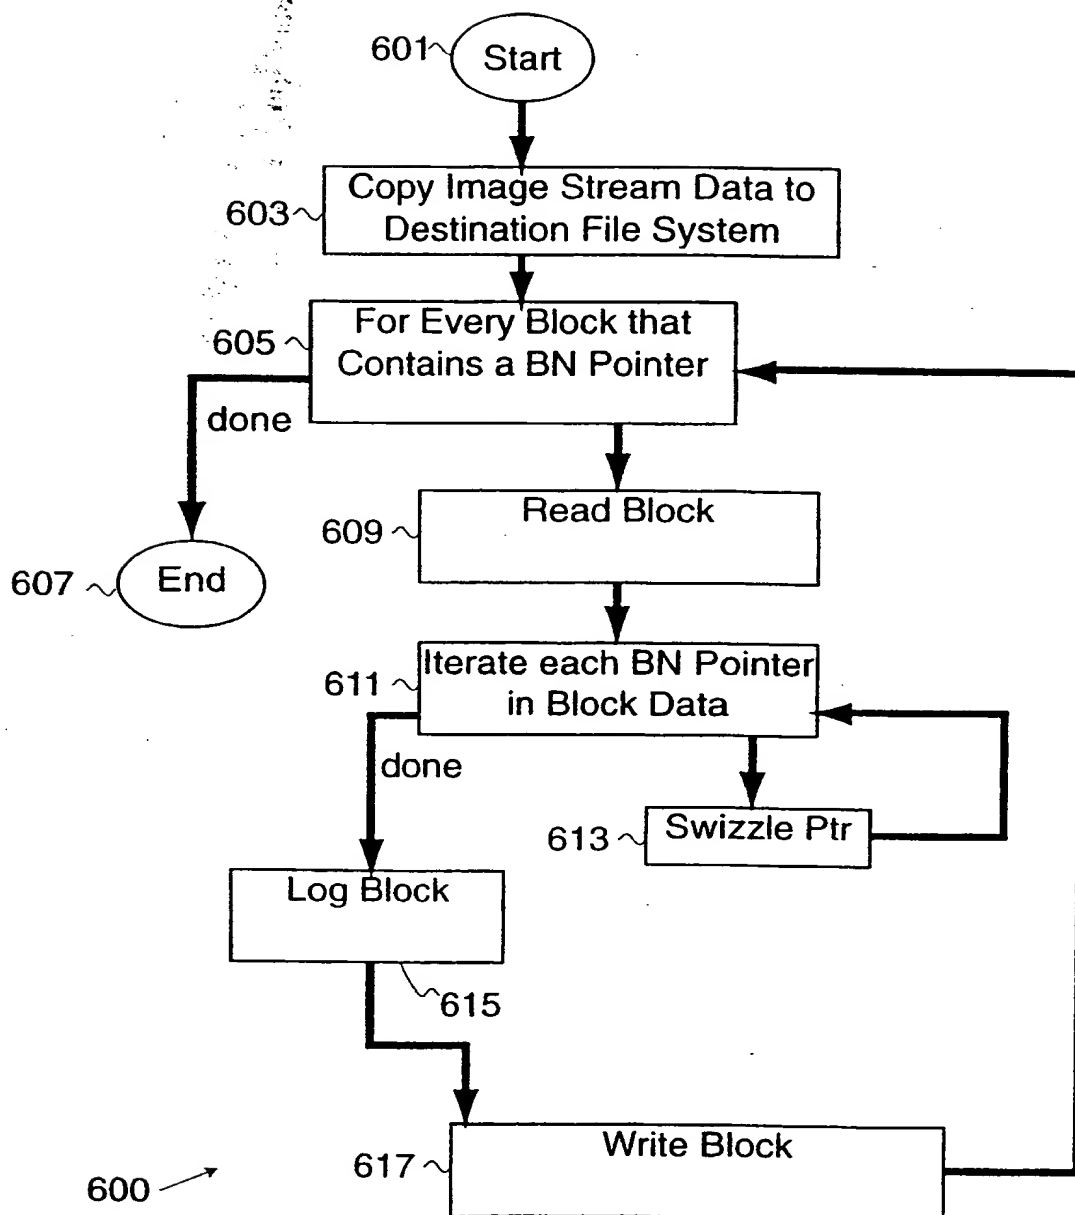 601
Start
603
Copy Image Stream Data to
Destination File System
605
For Every Block that
Contains a BN Pointer
done
609
Read Block
607
End
611
Iterate each BN Pointer
in Block Data
done
613
Swizzle Ptr
Log Block
615
617
Write Block
600